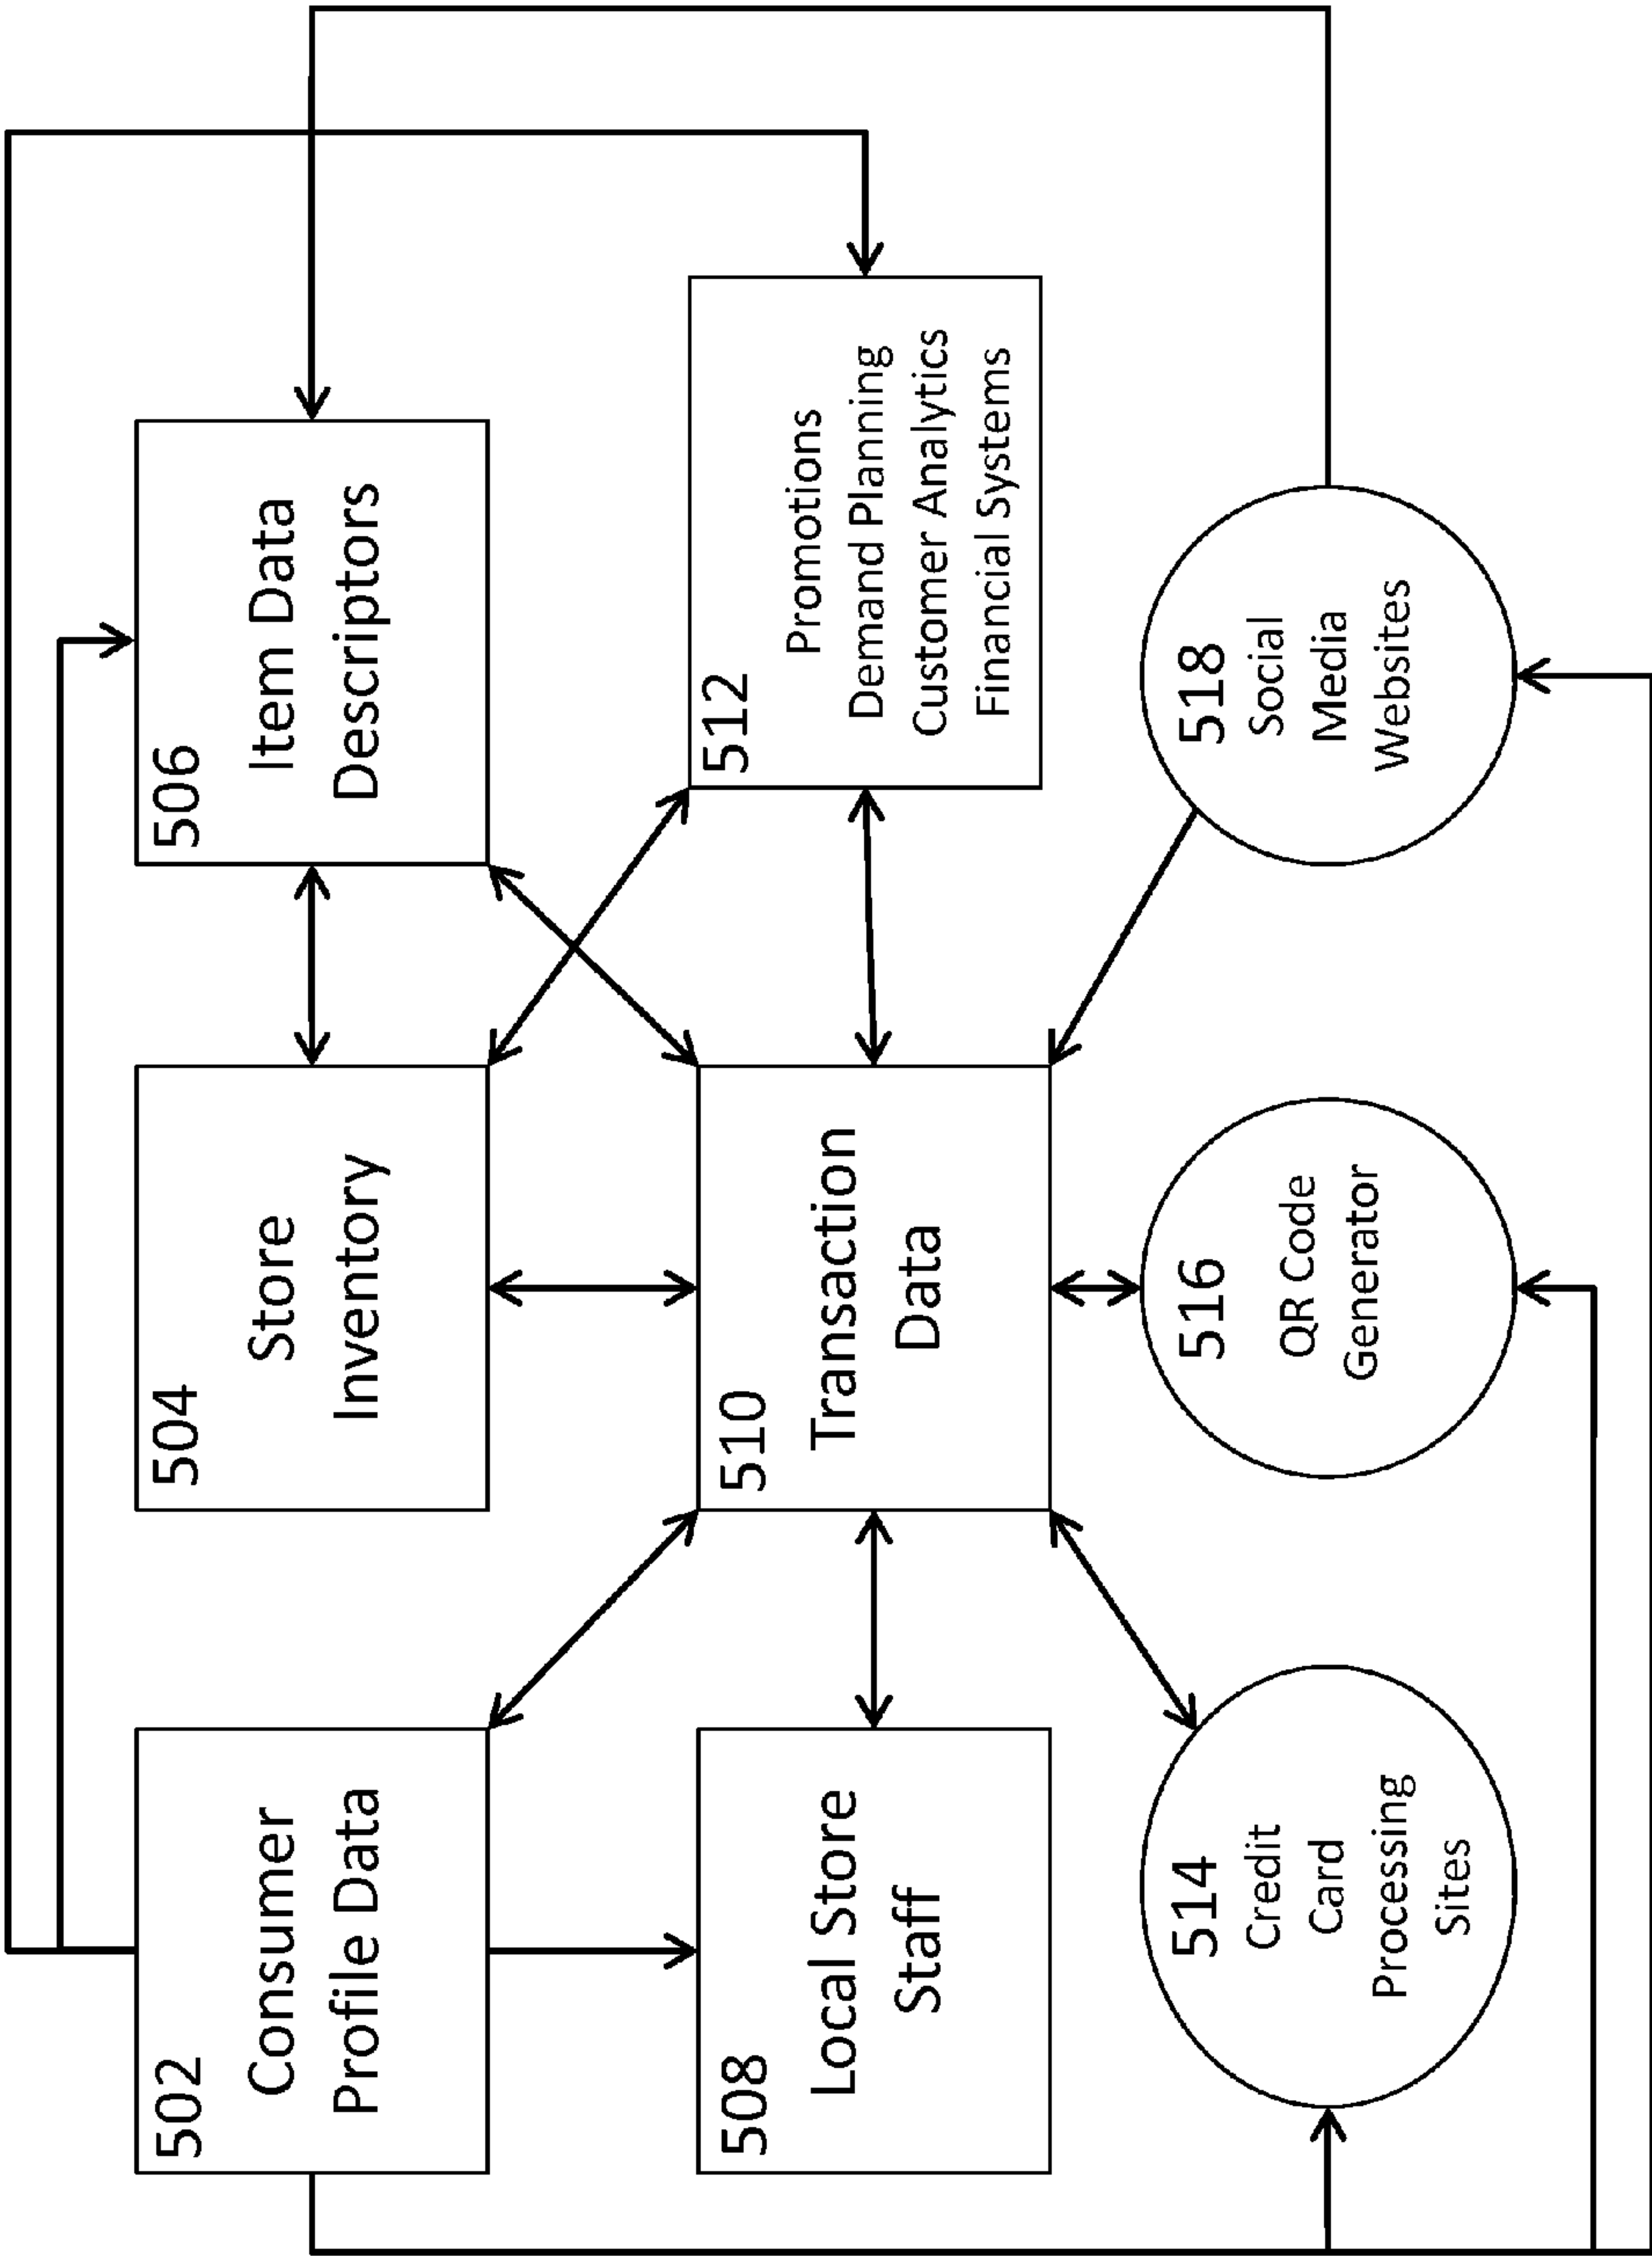 502
Consumer
Profile Data
504
Store
Inventory
506
Item Data
Descriptors
508
Local Store
Staff
510
Transaction
Data
512
Promotions
Demand Planning
Customer Analytics
Financial Systems
514
Credit
Card
Processing
Sites
516
QR Code
Generator
518
Social
Media
Websites